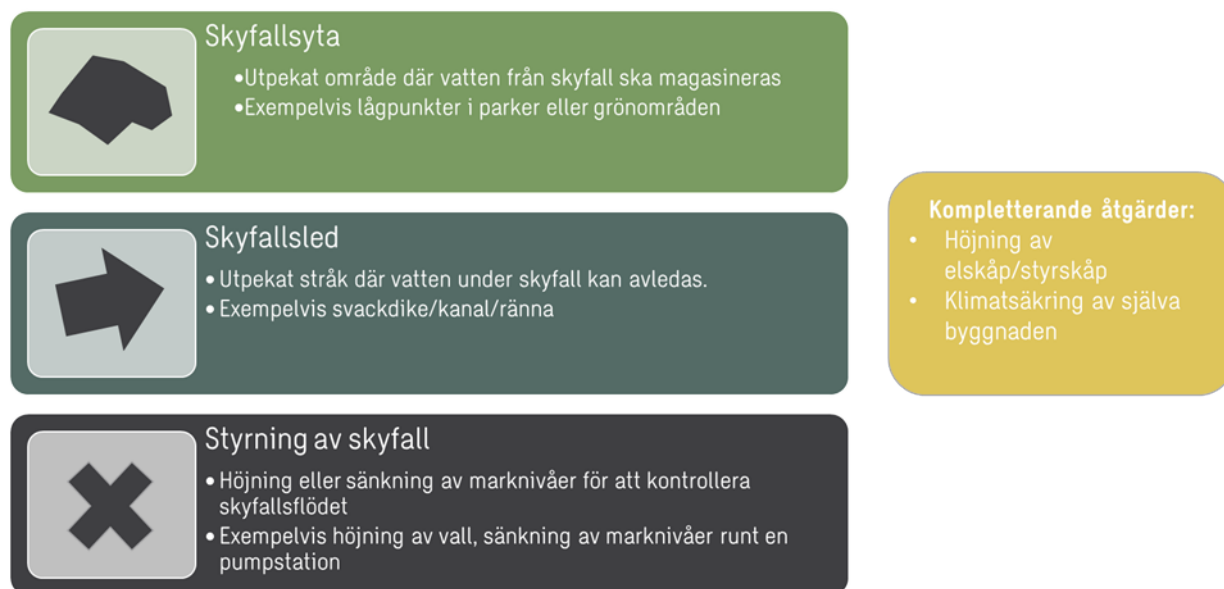 Skyfallsyta
•Utpekat område där vatten från skyfall ska magasineras
•Exempelvis lågpunkter i parker eller grönområden
Skyfallsled
• Utpekat stråk där vatten under skyfall kan avledas.
• Exempelvis svackdike/kanal/ränna
Styrning av skyfall
• Höjning eller sänkning av marknivåer för att kontrollera
skyfallsflödet
• Exempelvis höjning av vall, sänkning av marknivåer runt en
pumpstation
Kompletterande åtgärder:
• Höjning av
elskåp/styrskåp
• Klimatsäkring av själva
byggnaden